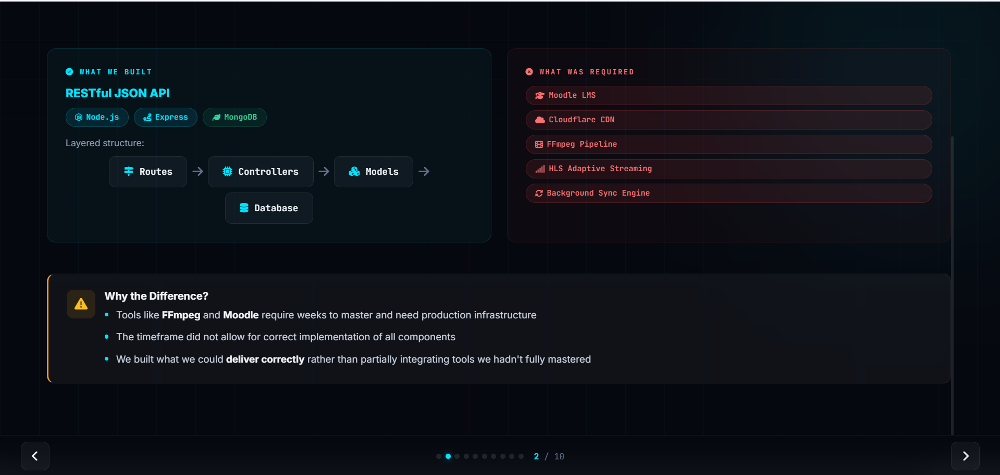 WHAT WE BUILT
RESTful JSON API
Node.js Express MongoDB
Layered structure:
Routes → Controllers → Models →
Database
WHAT WAS REQUIRED
Moodle LMS
Cloudflare CDN
FFmpeg Pipeline
HLS Adaptive Streaming
Background Sync Engine
Why the Difference?
Tools like FFmpeg and Moodle require weeks to master and need production infrastructure
The timeframe did not allow for correct implementation of all components
We built what we could deliver correctly rather than partially integrating tools we hadn't fully mastered
2 / 10